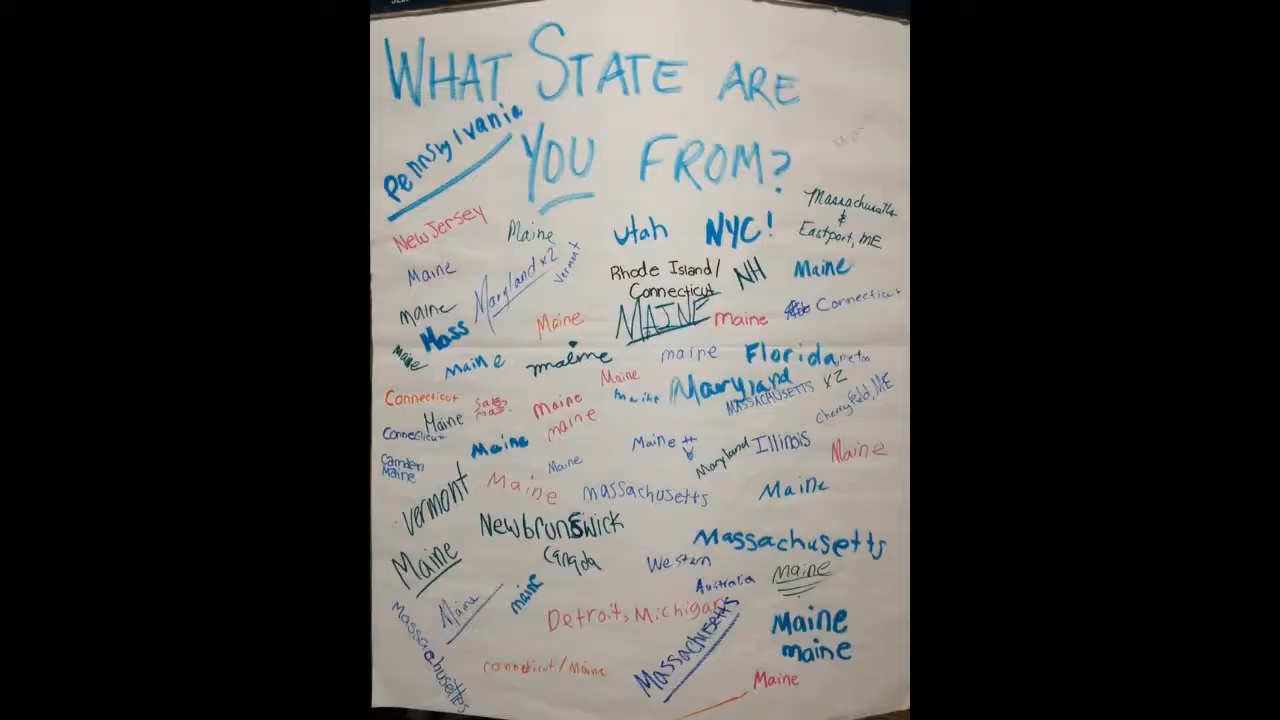 WHAT STATE ARE
YOU FROM?
Pennsylvania
New Jersey
Maine
Utah
NYC!
Massachusetts
&
Eastport, ME
Maine
Maryland x2
Vermont
Rhode Island/
Connecticut
NH
Maine
maine
Mass
Maine
MAINE
maine
Connecticut
Maine
maine
maine
maine
Florida,
Maine
Maryland
MASSACHUSETTS x2
Cherryfield, ME
Connecticut
Maine
maine
maine
Connecticut
Maine
Maine
Maryland
Illinois
Maine
Camden
Maine
Maine
Vermont
Maine
massachusetts
Maine
Newbrunswick
Canada
Massachusetts
Maine
Western
Australia
Maine
Maine
maine
Detroit, Michigan
Massachusetts
Massachusetts
Maine
maine
Connecticut/Maine
Maine